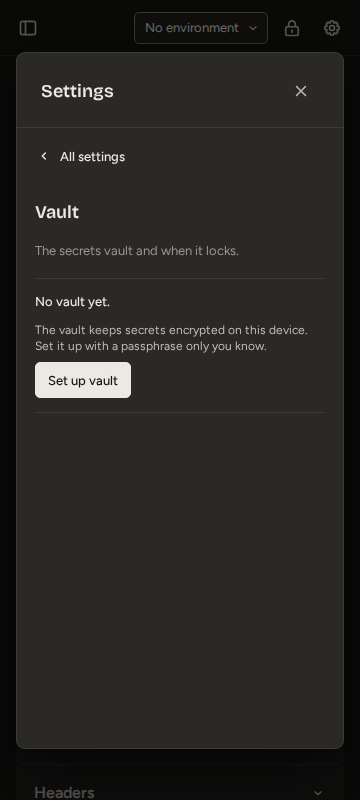 No environment
Settings
All settings
Vault
The secrets vault and when it locks.
No vault yet.
The vault keeps secrets encrypted on this device.
Set it up with a passphrase only you know.
Set up vault
Headers